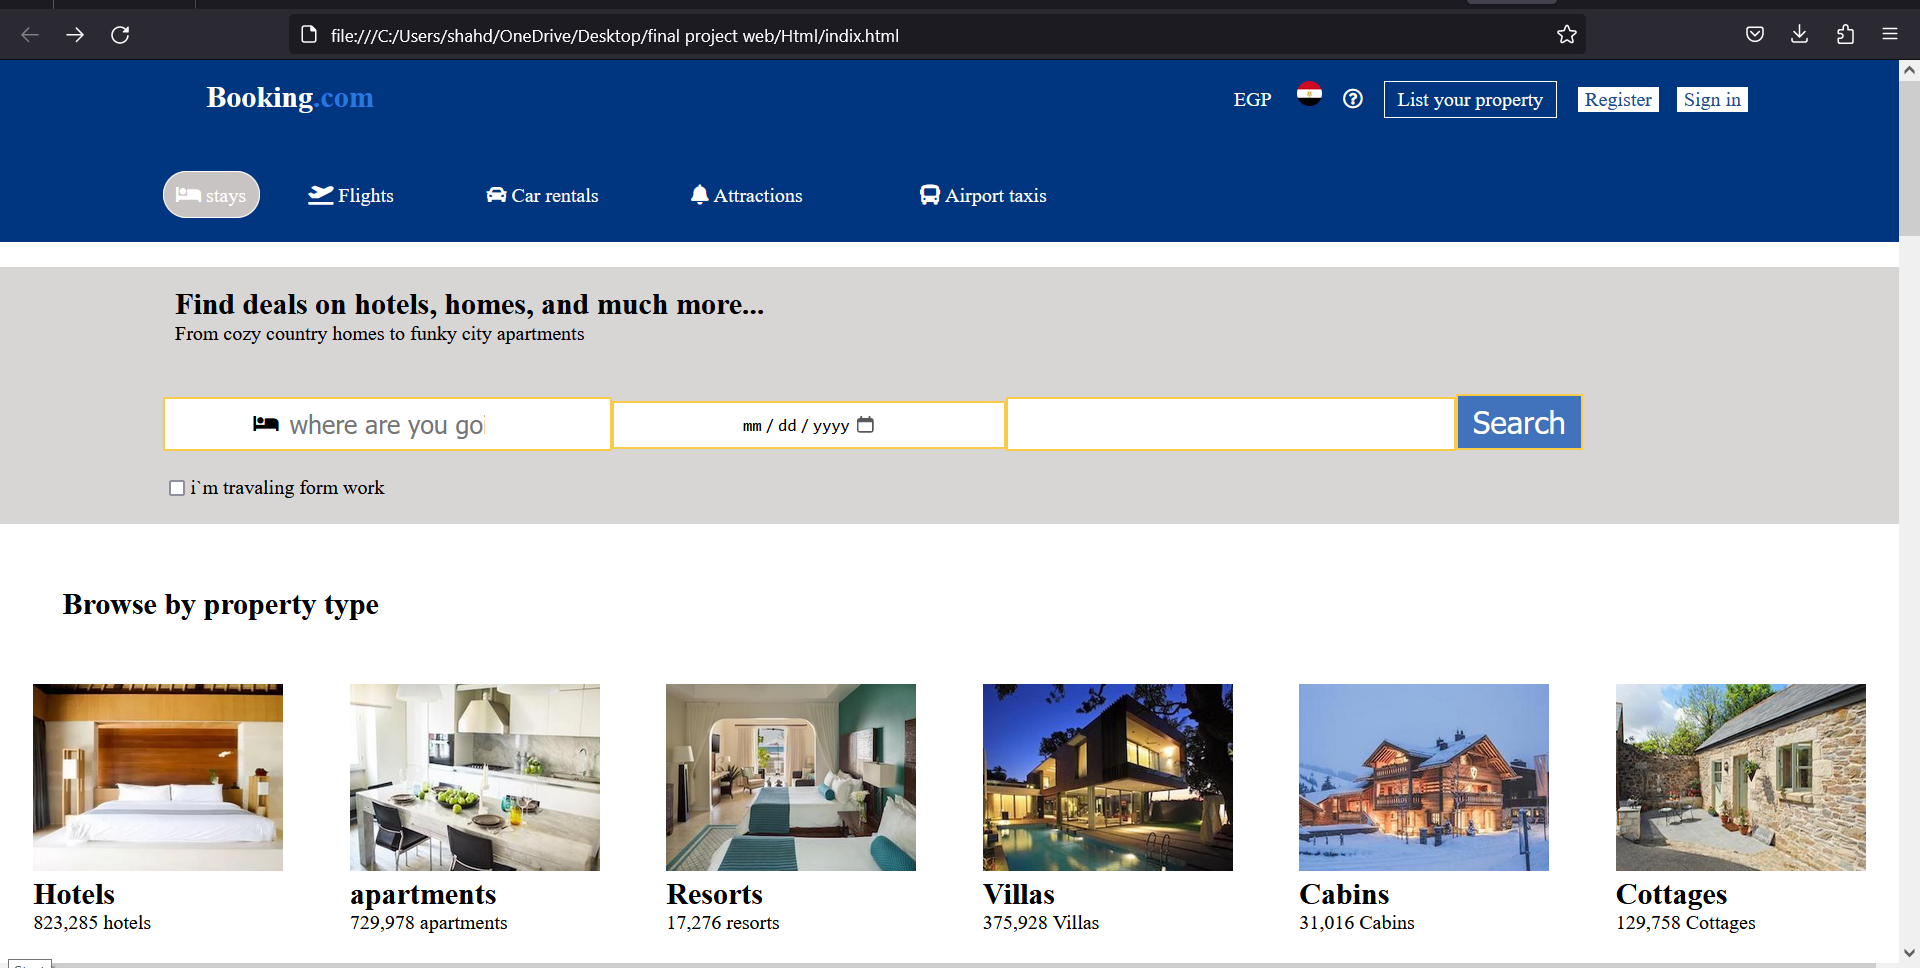 file:///C:/Users/shahd/OneDrive/Desktop/final project web/Html/indix.html
Booking.com
EGP
List your property
Register
Sign in
stays
Flights
Car rentals
Attractions
Airport taxis
Find deals on hotels, homes, and much more...
From cozy country homes to funky city apartments
where are you goi
mm / dd / yyyy
Search
i`m travaling form work
Browse by property type
Hotels
823,285 hotels
apartments
729,978 apartments
Resorts
17,276 resorts
Villas
375,928 Villas
Cabins
31,016 Cabins
Cottages
129,758 Cottages